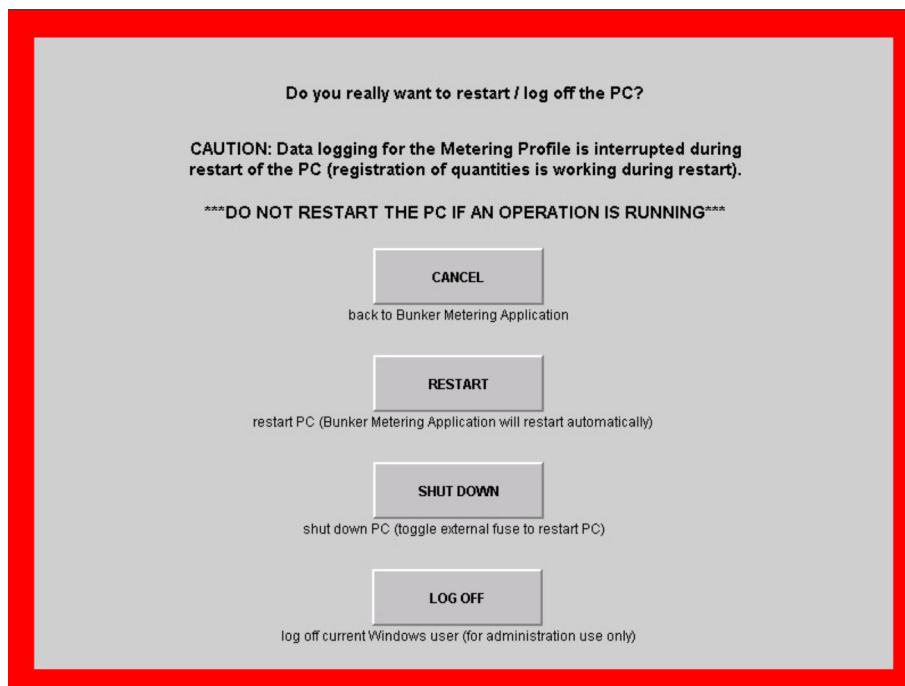 Do you really want to restart / log off the PC?
CAUTION: Data logging for the Metering Profile is interrupted during
restart of the PC (registration of quantities is working during restart).
***DO NOT RESTART THE PC IF AN OPERATION IS RUNNING***
CANCEL
back to Bunker Metering Application
RESTART
restart PC (Bunker Metering Application will restart automatically)
SHUT DOWN
shut down PC (toggle external fuse to restart PC)
LOG OFF
log off current Windows user (for administration use only)